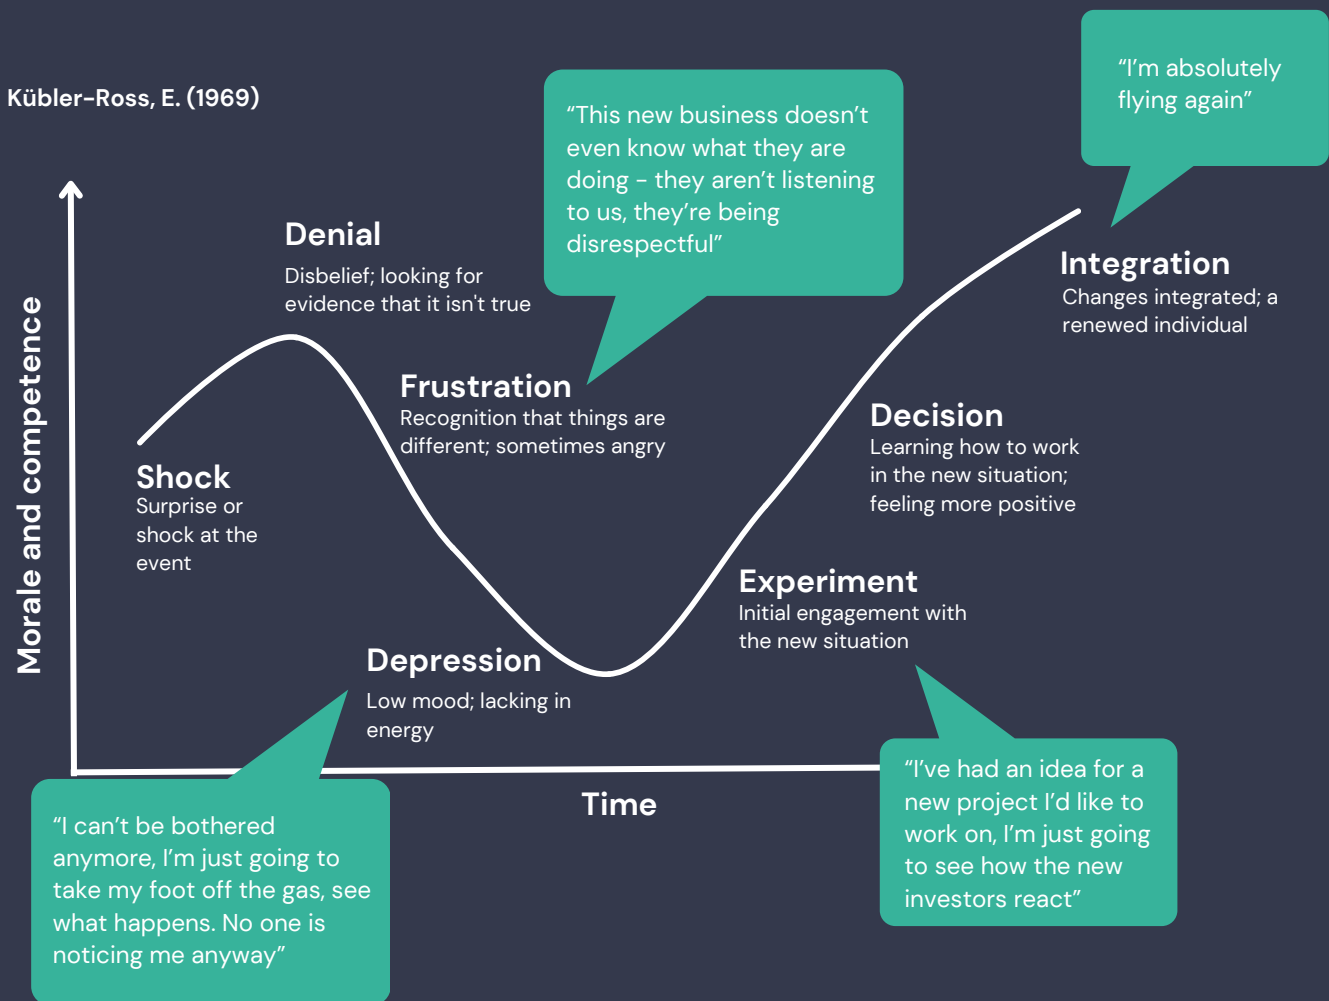 Kübler-Ross, E. (1969)
“I’m absolutely
flying again”
“This new business doesn’t
even know what they are
doing - they aren’t listening
to us, they’re being
disrespectful”
Morale and competence
Denial
Disbelief; looking for
evidence that it isn't true
Integration
Changes integrated; a
renewed individual
Frustration
Recognition that things are
different; sometimes angry
Decision
Learning how to work
in the new situation;
feeling more positive
Shock
Surprise or
shock at the
event
Experiment
Initial engagement with
the new situation
Depression
Low mood; lacking in
energy
Time
“I can’t be bothered
anymore, I’m just going to
take my foot off the gas, see
what happens. No one is
noticing me anyway”
“I’ve had an idea for a
new project I’d like to
work on, I’m just going
to see how the new
investors react”